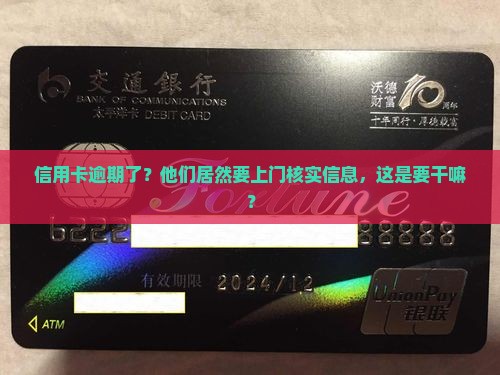 交通銀行
BANK OF COMMUNICATIONS
太平洋卡 DEBIT CARD
沃德
财富
10
周年
十年同行·厚德载富
信用卡逾期了？他们居然要上门核实信息，这是要干嘛
？
Fortune
6222 88888
有效期限 2024/12
ATM
UnionPay
银联